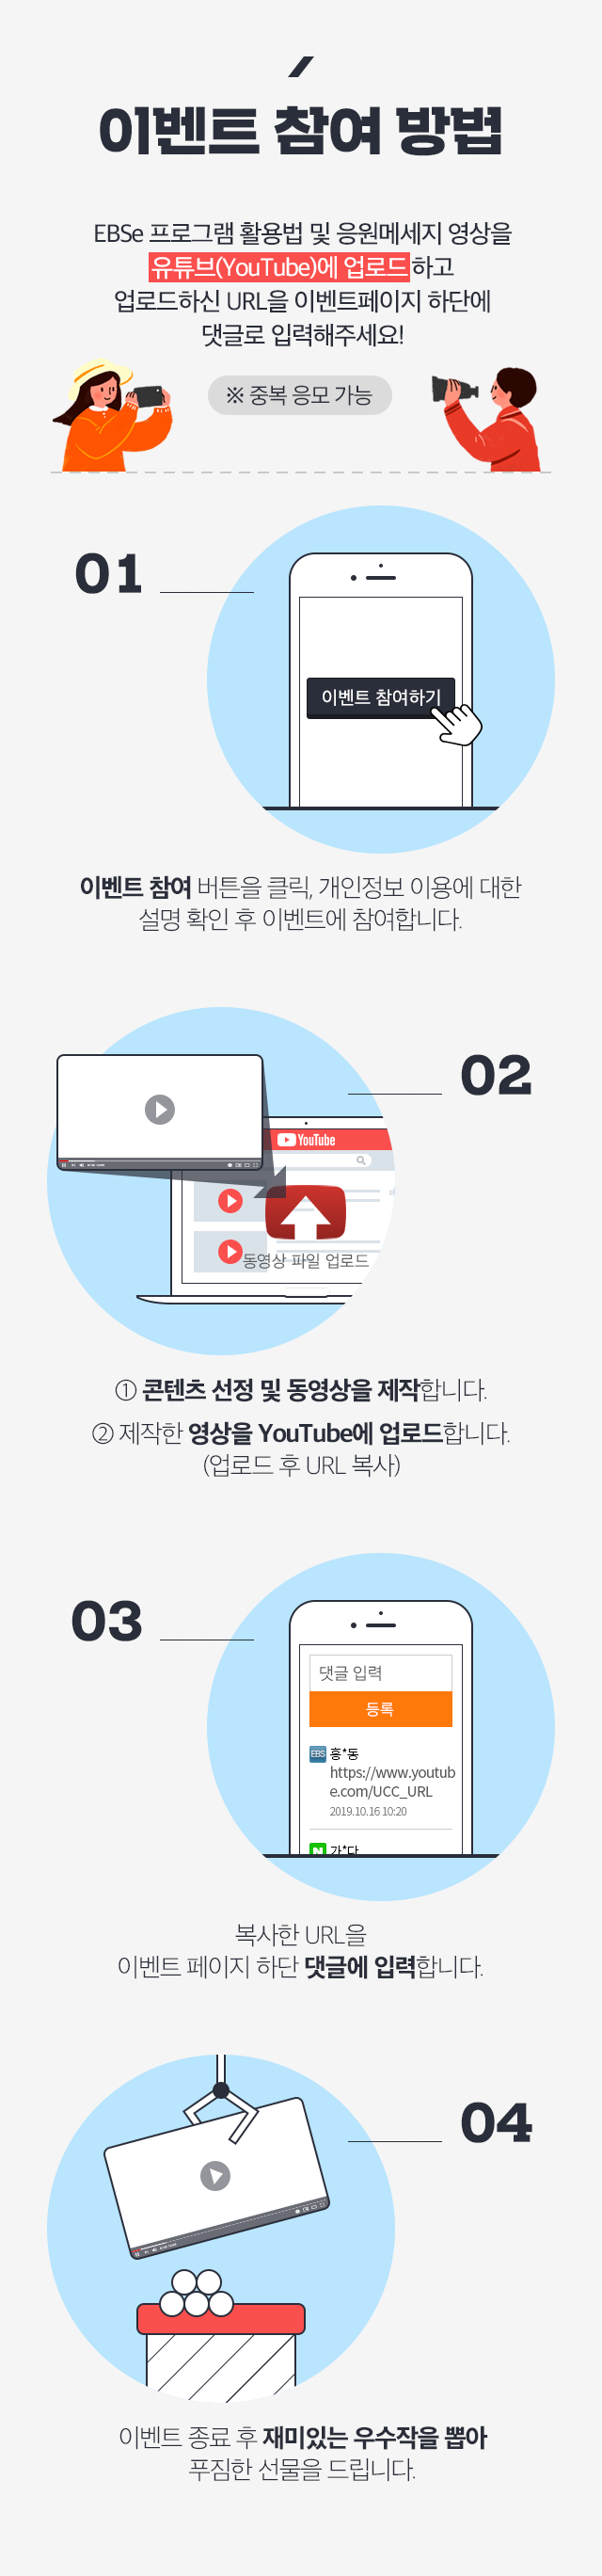 이벤트 참여 방법
EBSe 프로그램 활용법 및 응원메세지 영상을
유튜브(YouTube)에 업로드하고
업로드하신 URL을 이벤트페이지 하단에
댓글로 입력해주세요!
※ 중복 응모 가능
01
이벤트 참여하기
이벤트 참여 버튼을 클릭, 개인정보 이용에 대한
설명 확인 후 이벤트에 참여합니다.
02
YouTube
동영상 파일 업로드
① 콘텐츠 선정 및 동영상을 제작합니다.
② 제작한 영상을 YouTube에 업로드합니다.
(업로드 후 URL 복사)
03
댓글 입력
등록
EBS 홍*동
https://www.youtub
e.com/UCC_URL
2019.10.16 10:20
N 가*다
복사한 URL을
이벤트 페이지 하단 댓글에 입력합니다.
04
이벤트 종료 후 재미있는 우수작을 뽑아
푸짐한 선물을 드립니다.